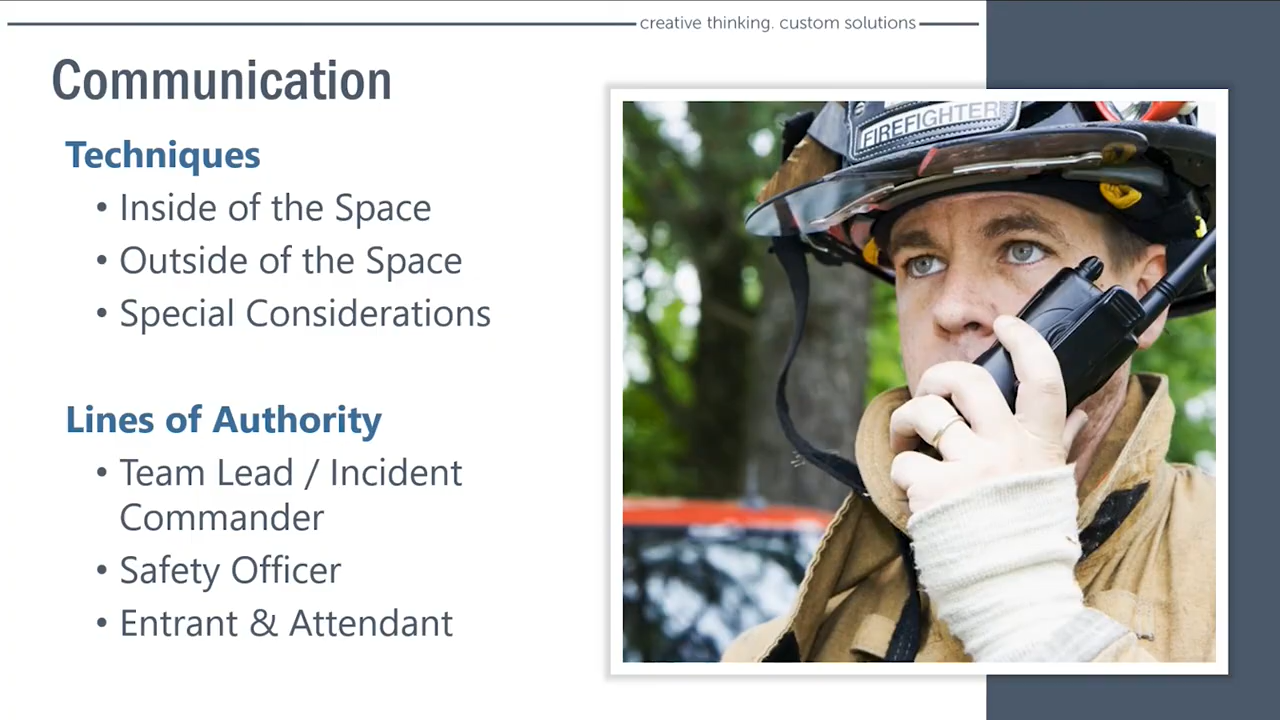 creative thinking. custom solutions
Communication
Techniques
• Inside of the Space
• Outside of the Space
• Special Considerations
Lines of Authority
• Team Lead / Incident
Commander
• Safety Officer
• Entrant & Attendant
FIREFIGHTER